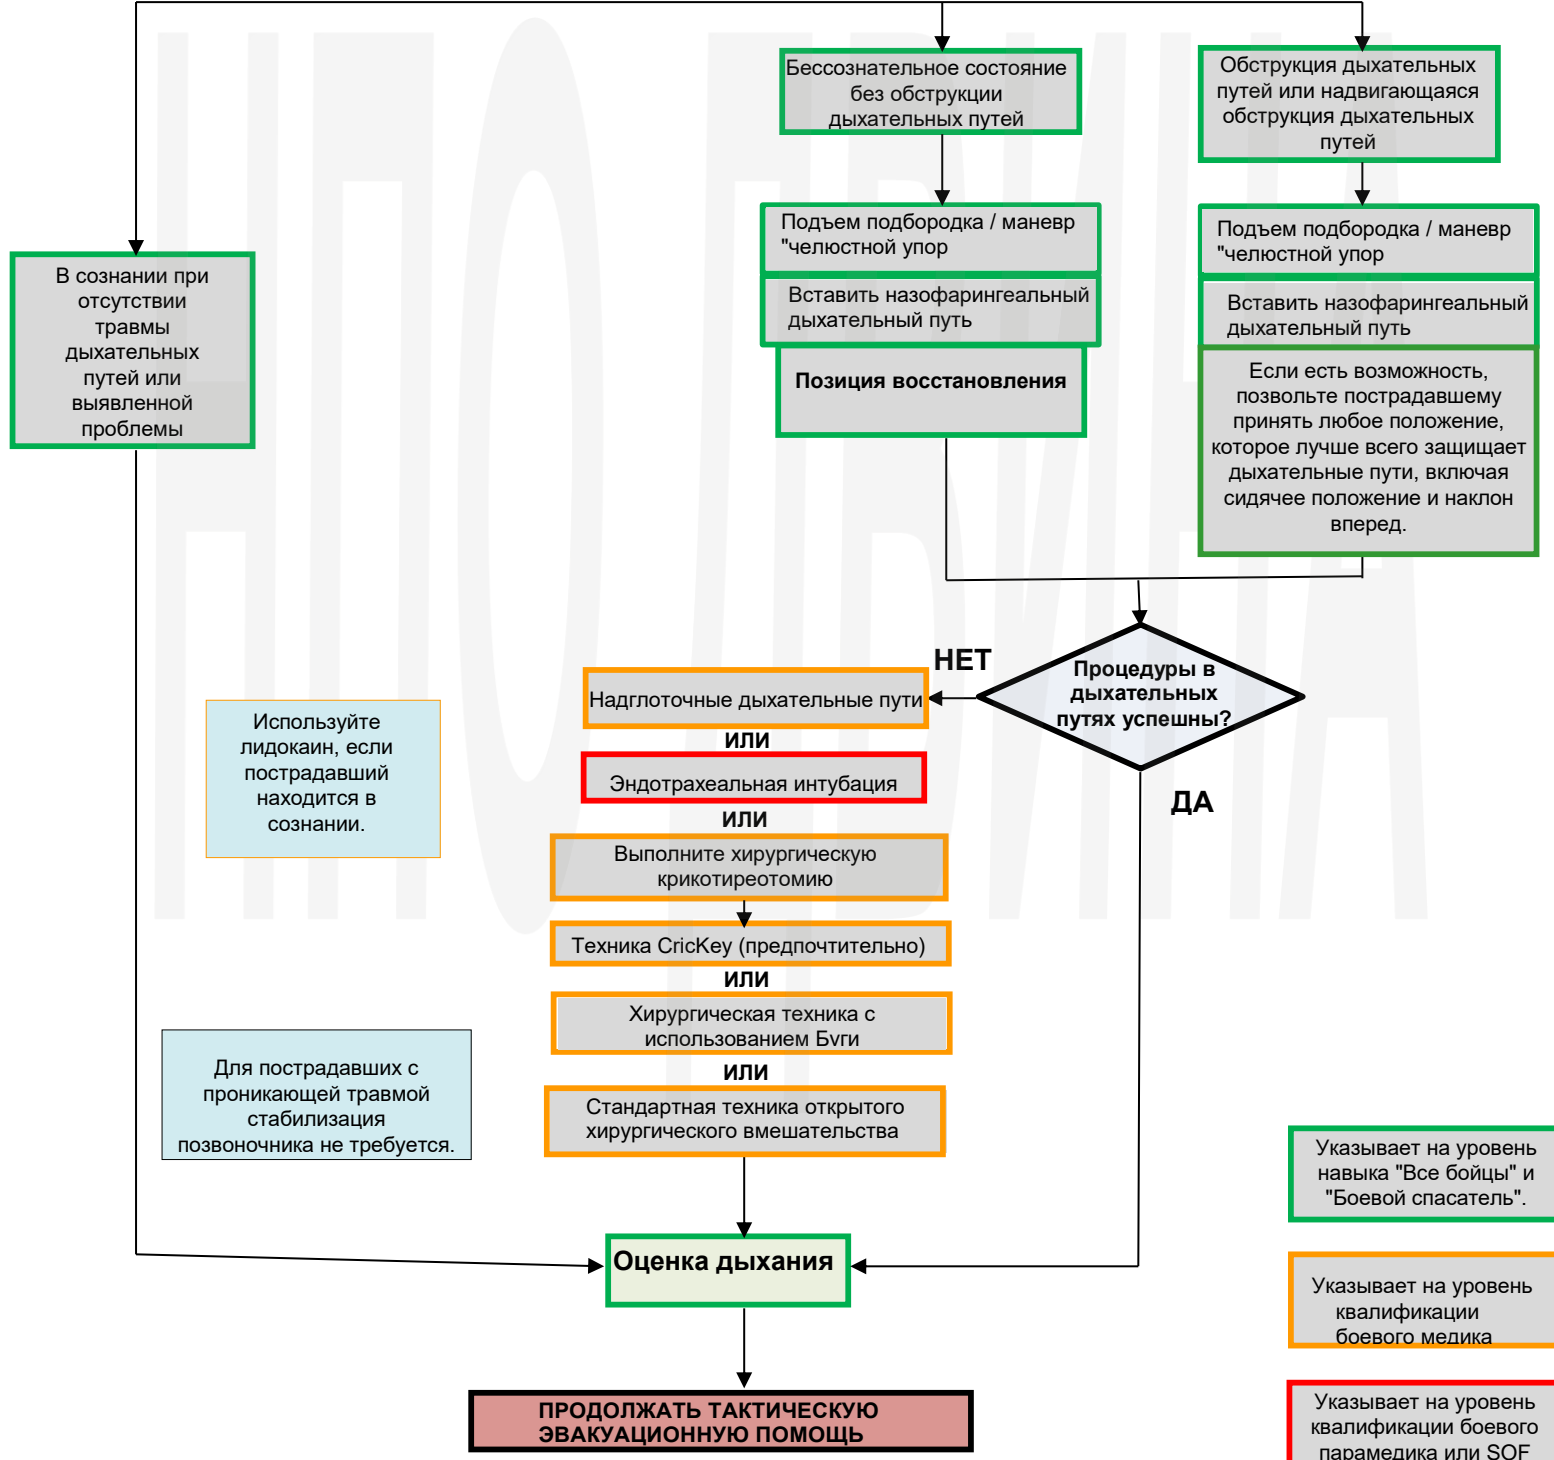 НПО ДВИНА
Бессознательное состояние
без обструкции
дыхательных путей
Обструкция дыхательных
путей или надвигающаяся
обструкция дыхательных
путей
Подъем подбородка / маневр
"челюстной упор
Подъем подбородка / маневр
"челюстной упор
В сознании при
отсутствии
травмы
дыхательных
путей или
выявленной
проблемы
Вставить назофарингеальный
дыхательный путь
Вставить назофарингеальный
дыхательный путь
Позиция восстановления
Если есть возможность,
позвольте пострадавшему
принять любое положение,
которое лучше всего защищает
дыхательные пути, включая
сидячее положение и наклон
вперед.
НЕТ
Процедуры в
дыхательных
путях успешны?
ДА
Надглоточные дыхательные пути
ИЛИ
Эндотрахеальная интубация
ИЛИ
Используйте
лидокаин, если
пострадавший
находится в
сознании.
Выполните хирургическую
крикотиреотомию
Техника CricKey (предпочтительно)
ИЛИ
Хирургическая техника с
использованием Буги
ИЛИ
Для пострадавших с
проникающей травмой
стабилизация
позвоночника не требуется.
Стандартная техника открытого
хирургического вмешательства
Указывает на уровень
навыка "Все бойцы" и
"Боевой спасатель".
Оценка дыхания
Указывает на уровень
квалификации
боевого медика
ПРОДОЛЖАТЬ ТАКТИЧЕСКУЮ
ЭВАКУАЦИОННУЮ ПОМОЩЬ
Указывает на уровень
квалификации боевого
парамедика или SOF